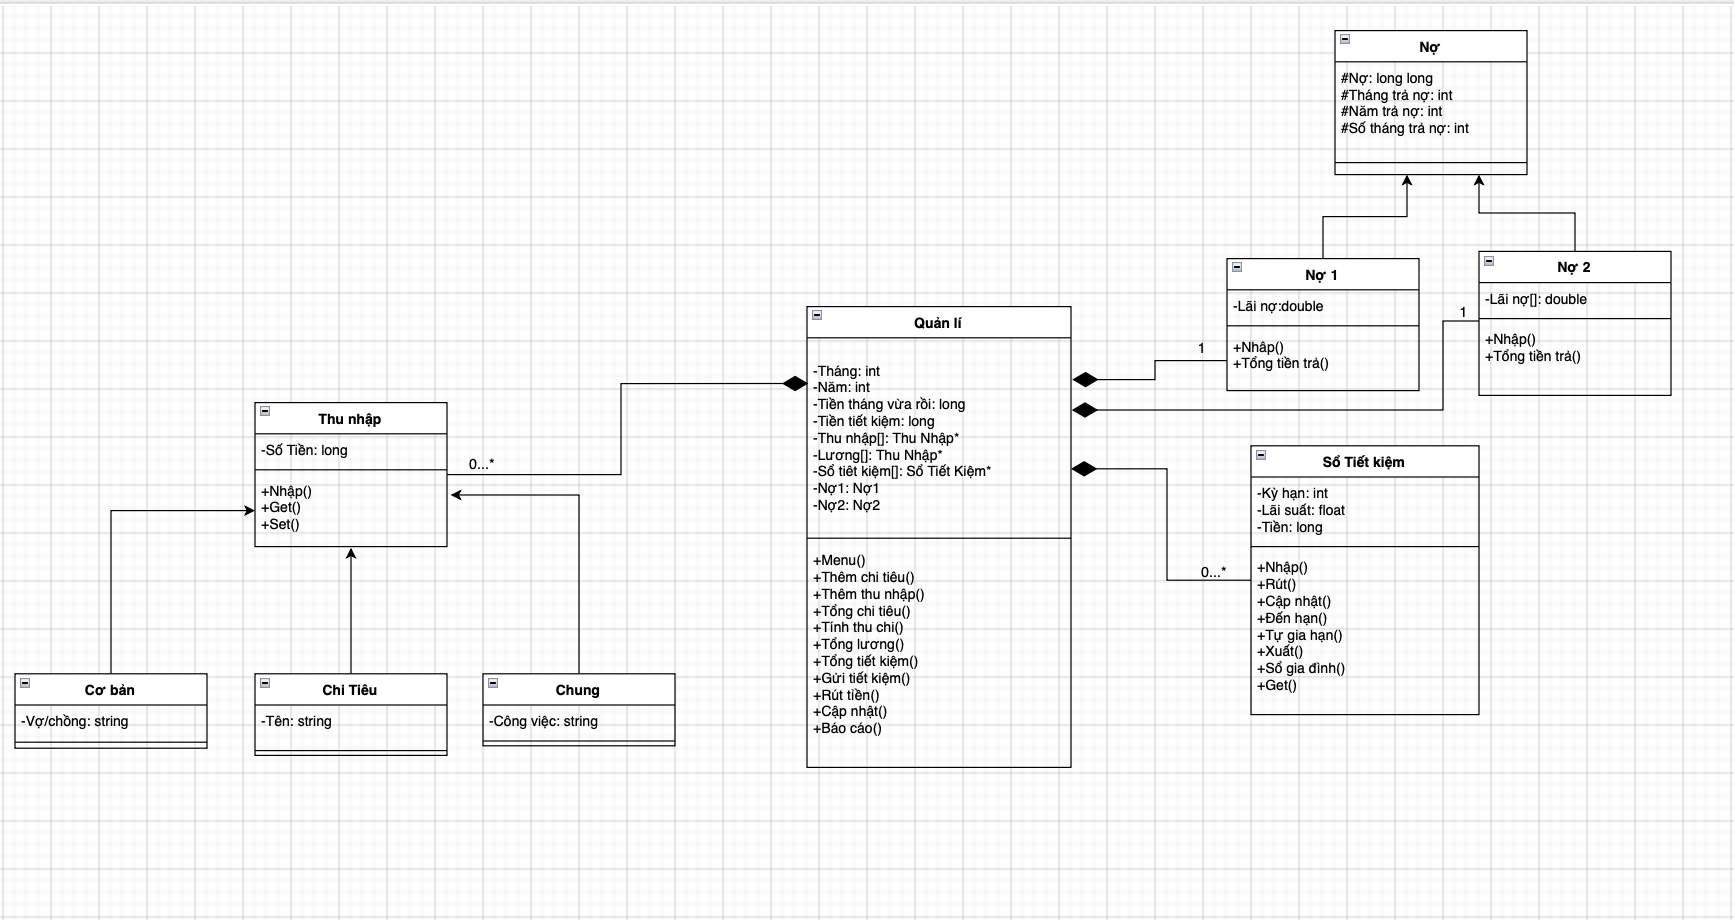 Nợ
#Nợ: long long
#Tháng trả nợ: int
#Năm trả nợ: int
#Số tháng trả nợ: int
Nợ 1
-Lãi nợ:double
+Nhâp()
+Tổng tiền trả()
Nợ 2
-Lãi nợ[]: double
+Nhập()
+Tổng tiền trả()
1
1
Quản lí
-Tháng: int
-Năm: int
-Tiền tháng vừa rồi: long
-Tiền tiết kiệm: long
-Thu nhập[]: Thu Nhập*
-Lương[]: Thu Nhập*
-Sổ tiêt kiệm[]: Sổ Tiết Kiệm*
-Nợ1: Nợ1
-Nợ2: Nợ2
+Menu()
+Thêm chi tiêu()
+Thêm thu nhập()
+Tổng chi tiêu()
+Tính thu chi()
+Tổng lương()
+Tổng tiết kiệm()
+Gửi tiết kiệm()
+Rút tiền()
+Cập nhật()
+Báo cáo()
Thu nhập
-Số Tiền: long
+Nhập()
+Get()
+Set()
0...*
Sổ Tiết kiệm
-Kỳ hạn: int
-Lãi suất: float
-Tiền: long
+Nhập()
+Rút()
+Cập nhật()
+Đến hạn()
+Tự gia hạn()
+Xuất()
+Sổ gia đình()
+Get()
0...*
Cơ bản
-Vợ/chồng: string
Chi Tiêu
-Tên: string
Chung
-Công việc: string